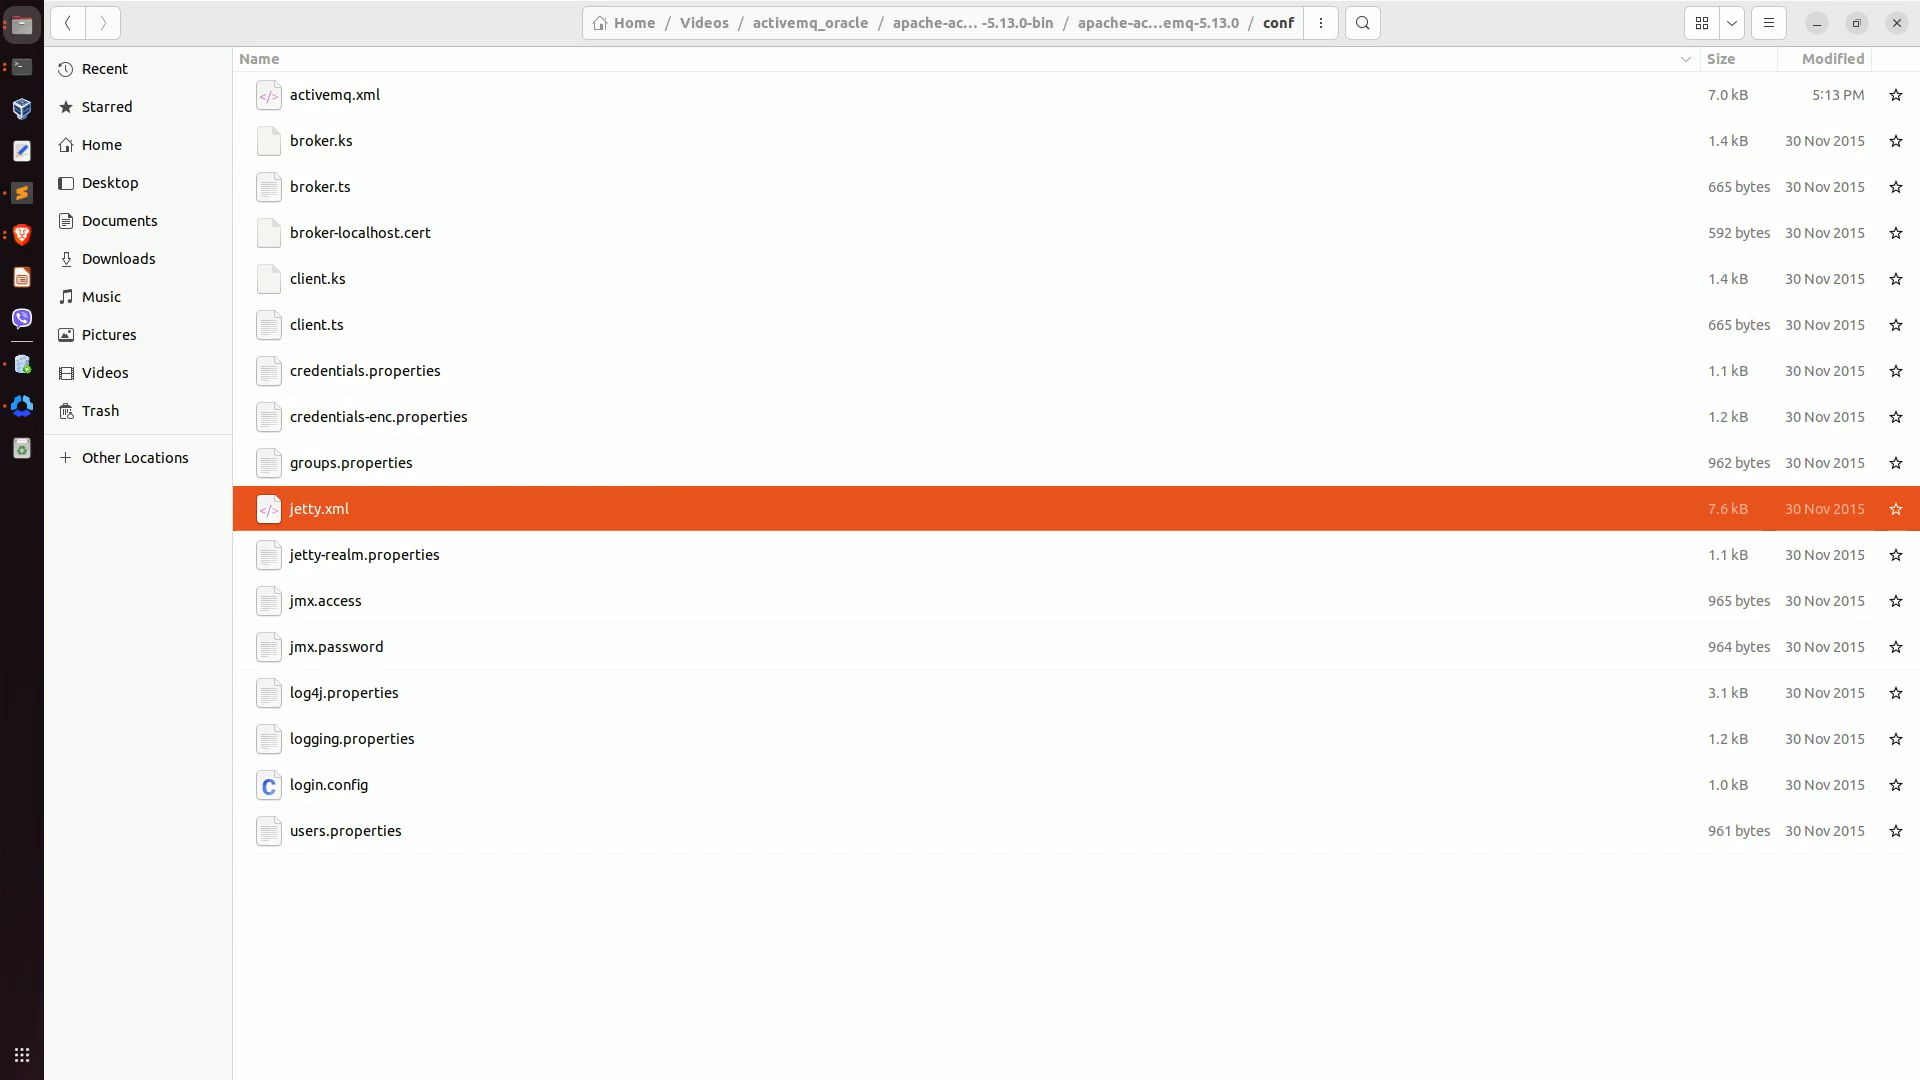 Home / Videos / activemq_oracle / apache-ac... -5.13.0-bin / apache-ac...emq-5.13.0 / conf
Recent
Starred
Home
Desktop
Documents
Downloads
Music
Pictures
Videos
Trash
Other Locations
Name Size Modified
activemq.xml 7.0 kB 5:13 PM
broker.ks 1.4 kB 30 Nov 2015
broker.ts 665 bytes 30 Nov 2015
broker-localhost.cert 592 bytes 30 Nov 2015
client.ks 1.4 kB 30 Nov 2015
client.ts 665 bytes 30 Nov 2015
credentials.properties 1.1 kB 30 Nov 2015
credentials-enc.properties 1.2 kB 30 Nov 2015
groups.properties 962 bytes 30 Nov 2015
jetty.xml 7.6 kB 30 Nov 2015
jetty-realm.properties 1.1 kB 30 Nov 2015
jmx.access 965 bytes 30 Nov 2015
jmx.password 964 bytes 30 Nov 2015
log4j.properties 3.1 kB 30 Nov 2015
logging.properties 1.2 kB 30 Nov 2015
login.config 1.0 kB 30 Nov 2015
users.properties 961 bytes 30 Nov 2015